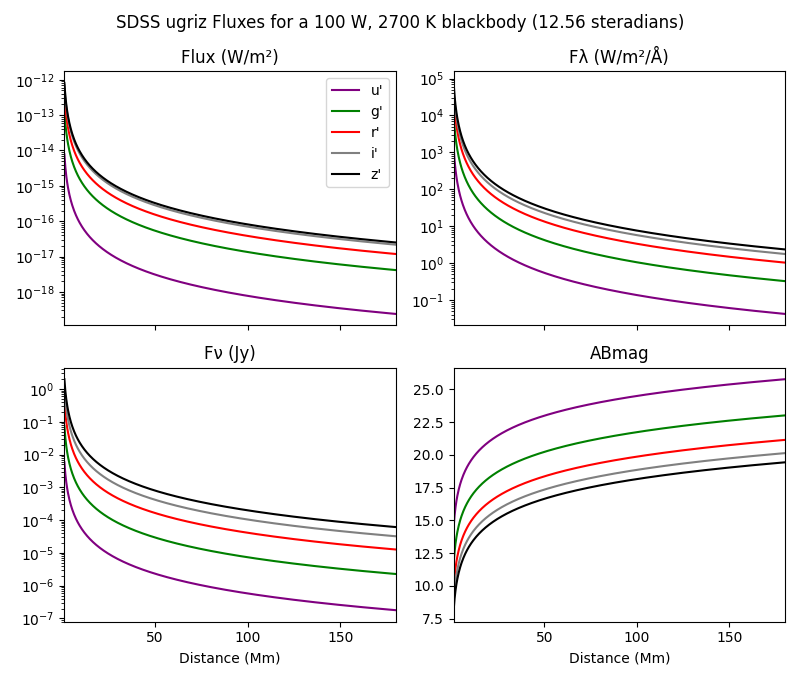 SDSS ugriz Fluxes for a 100 W, 2700 K blackbody (12.56 steradians)
Flux (W/m²)
10⁻¹²
10⁻¹³
10⁻¹⁴
10⁻¹⁵
10⁻¹⁶
10⁻¹⁷
10⁻¹⁸
u'
g'
r'
i'
z'
Fλ (W/m²/Å)
10⁵
10⁴
10³
10²
10¹
10⁰
10⁻¹
Fν (Jy)
10⁰
10⁻¹
10⁻²
10⁻³
10⁻⁴
10⁻⁵
10⁻⁶
10⁻⁷
50 100 150
Distance (Mm)
ABmag
25.0
22.5
20.0
17.5
15.0
12.5
10.0
7.5
50 100 150
Distance (Mm)